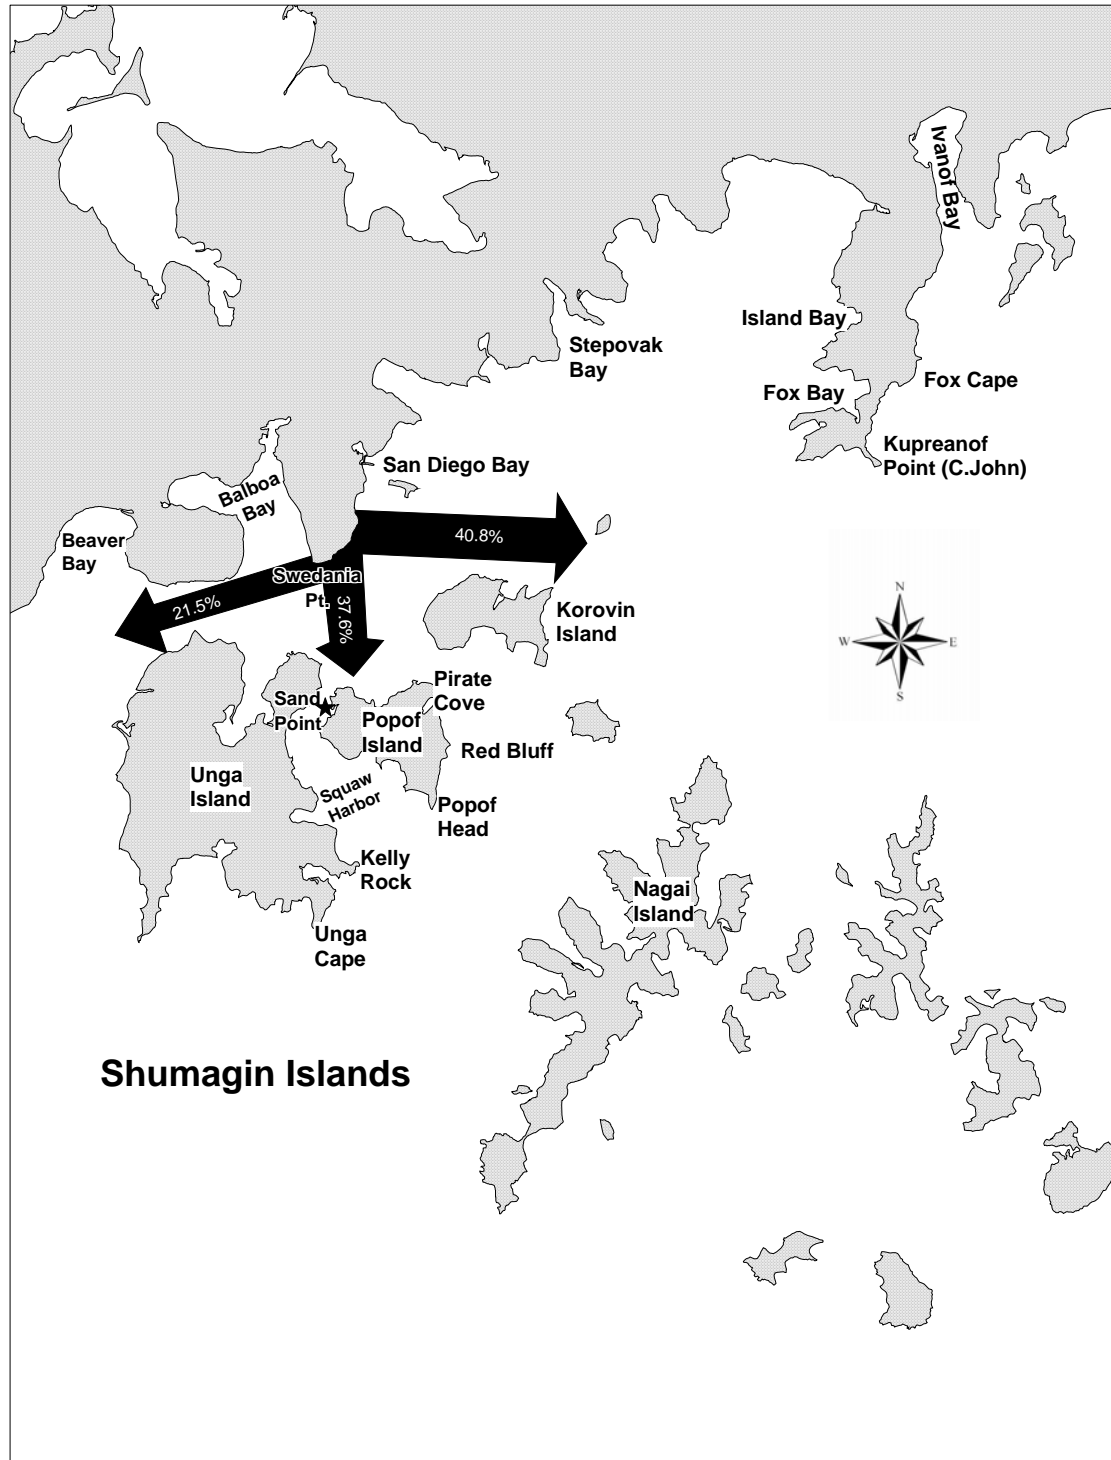 Ivanof Bay
Island Bay
Stepovak
Bay
Fox Cape
Fox Bay
Kupreanof
Point (C.John)
San Diego Bay
Balboa
Bay
Beaver
Bay
40.8%
Swedania
Pt.
21.5%
37.6%
Korovin
Island
N
W
E
S
Pirate
Cove
Sand
Point
Popof
Island
Red Bluff
Unga
Island
Squaw
Harbor
Popof
Head
Kelly
Rock
Nagai
Island
Unga
Cape
Shumagin Islands